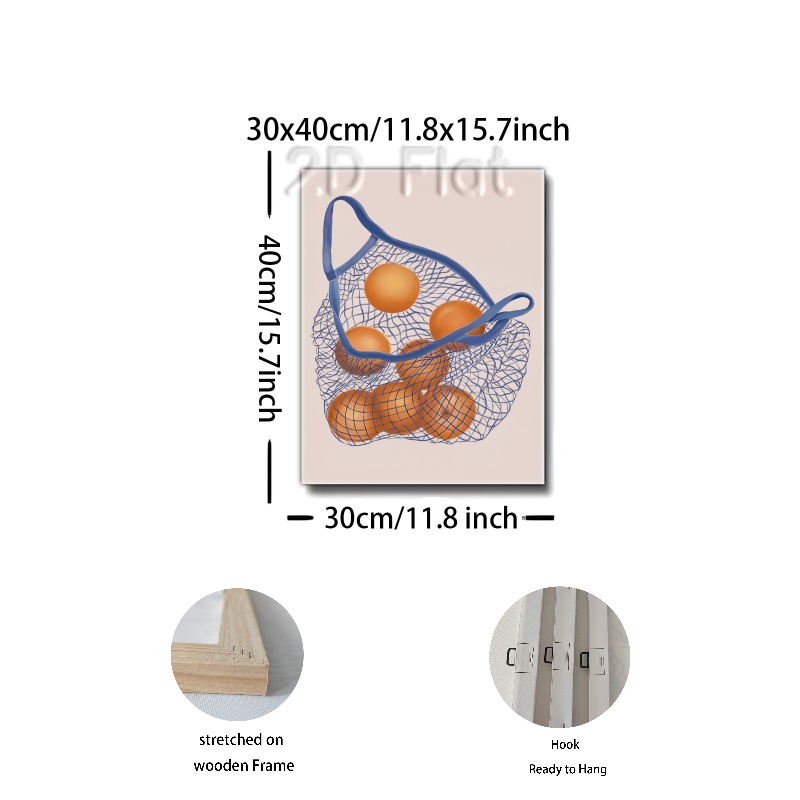 30x40cm/11.8x15.7inch
2D Flat
40cm/15.7inch
30cm/11.8 inch
stretched on
wooden Frame
Hook
Ready to Hang